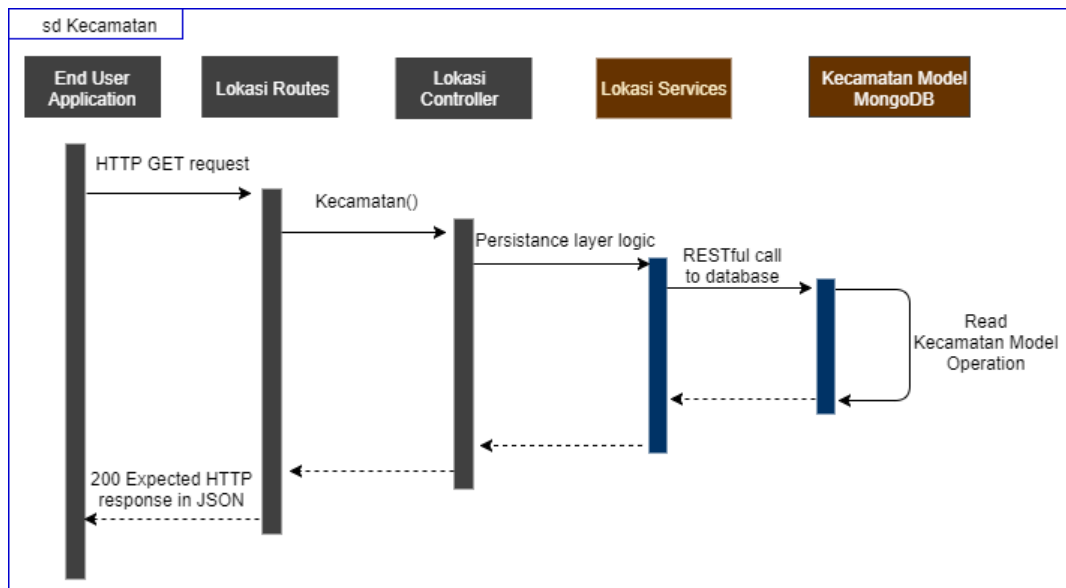 sd Kecamatan
End User
Application
Lokasi Routes
Lokasi
Controller
Lokasi Services
Kecamatan Model
MongoDB
HTTP GET request
Kecamatan()
Persistance layer logic
RESTful call
to database
Read
Kecamatan Model
Operation
200 Expected HTTP
response in JSON